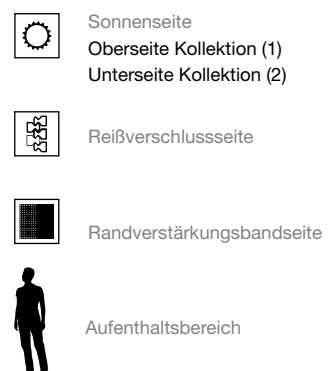 Sonnenseite
Oberseite Kollektion (1)
Unterseite Kollektion (2)
Reißverschlussseite
Randverstärkungsbandseite
Aufenthaltsbereich